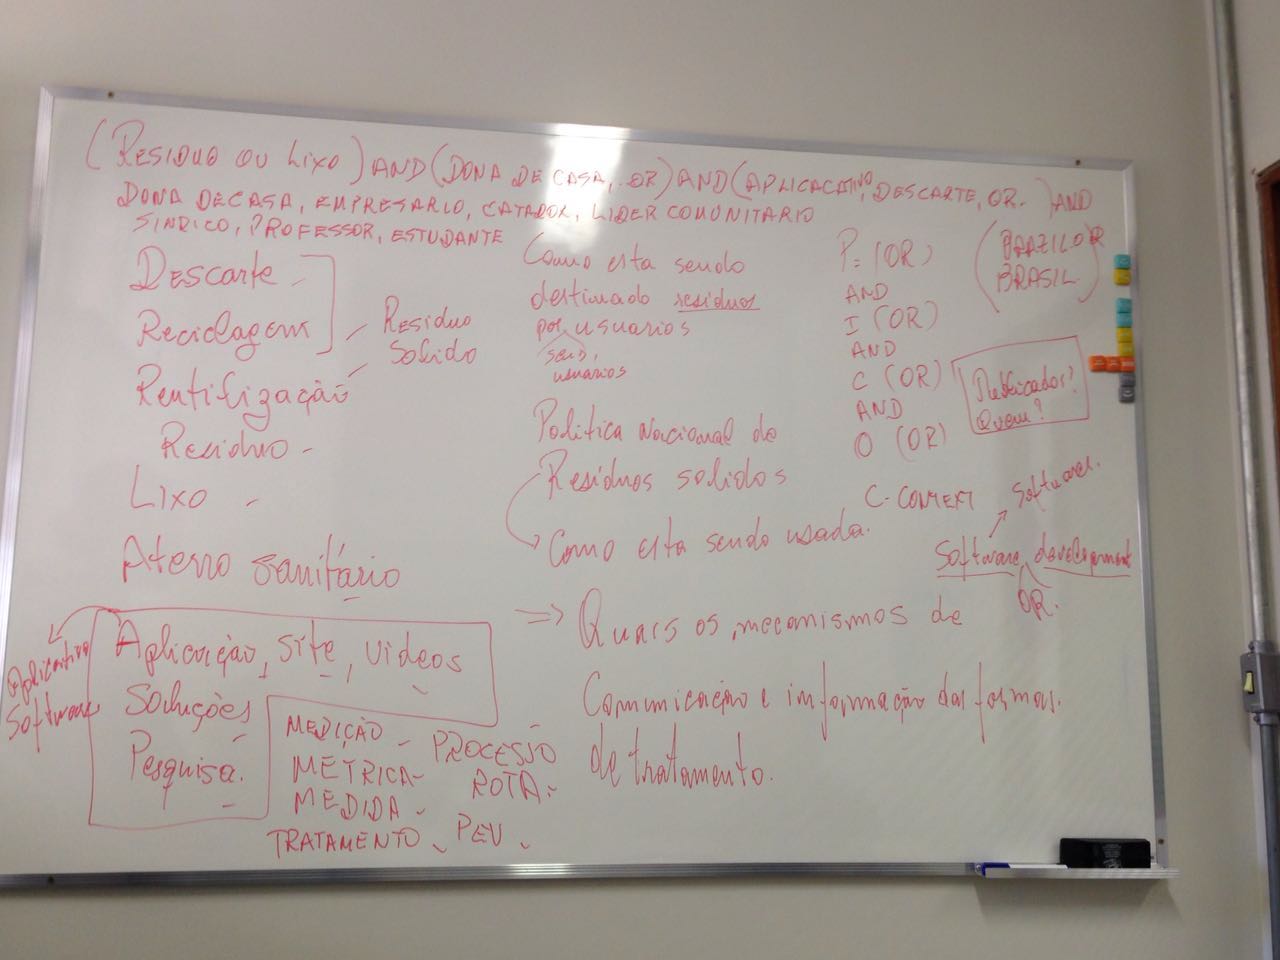 (RESIDUO OU LIXO) AND (DONA DE CASA, .. OR) AND (APLICACATIVO, DESCARTE, OR. ) AND
DONA DE CASA, EMPRESARIO, CATADOR, LIDER COMUNITARIO
SINDICO, PROFESSOR, ESTUDANTE
(BRAZIL OR
BRASIL)
Descarte -
Reciclagem
Reutilização
Residuo -
Lixo -
Aterro sanitário
Residuo
Solido
Aplicação, site, videos
Soluções
Pesquisa.
Aplicativo
Software
MEDIÇÃO - PROCESSO -
METRICA - ROTA -
MEDIDA -
TRATAMENTO - PEV -
Como esta sendo
destinado residuos
por usuarios
seus,
usuarios
Politica Nacional de
Residuos solidos
Como esta sendo usada.
=> Quais os mecanismos de
Comunicação e informação das formas.
de tratamento.
P = (OR)
AND
I (OR)
AND
C (OR)
AND
O (OR)
Quem?
C - CONTEXT
Softwares.
Software development
OR.